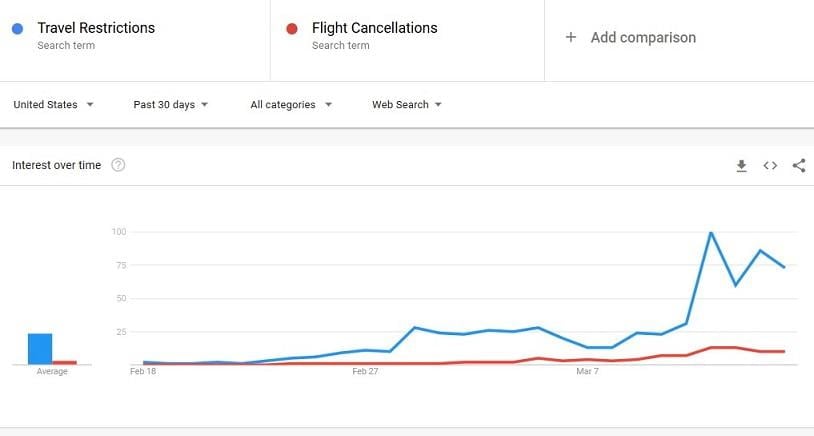 Travel Restrictions
Search term
Flight Cancellations
Search term
+ Add comparison
United States
Past 30 days
All categories
Web Search
Interest over time ?
100
75
50
25
Average
Feb 18
Feb 27
Mar 7